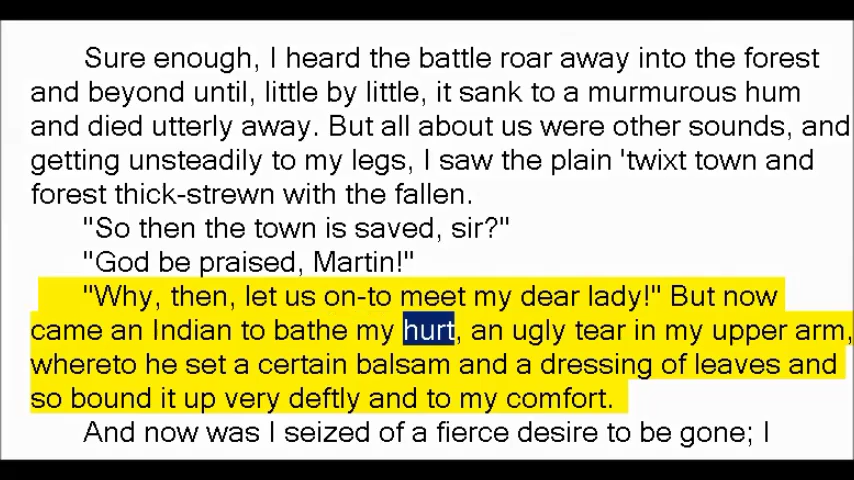 Sure enough, I heard the battle roar away into the forest
and beyond until, little by little, it sank to a murmurous hum
and died utterly away. But all about us were other sounds, and
getting unsteadily to my legs, I saw the plain 'twixt town and
forest thick-strewn with the fallen.
"So then the town is saved, sir?"
"God be praised, Martin!"
"Why, then, let us on-to meet my dear lady!" But now
came an Indian to bathe my hurt, an ugly tear in my upper arm,
whereto he set a certain balsam and a dressing of leaves and
so bound it up very deftly and to my comfort.
And now was I seized of a fierce desire to be gone; I